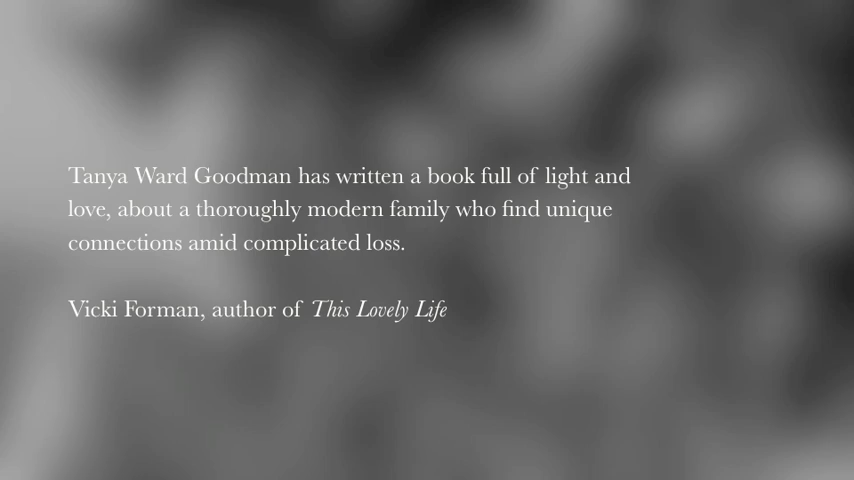 Tanya Ward Goodman has written a book full of light and
love, about a thoroughly modern family who find unique
connections amid complicated loss.
Vicki Forman, author of This Lovely Life